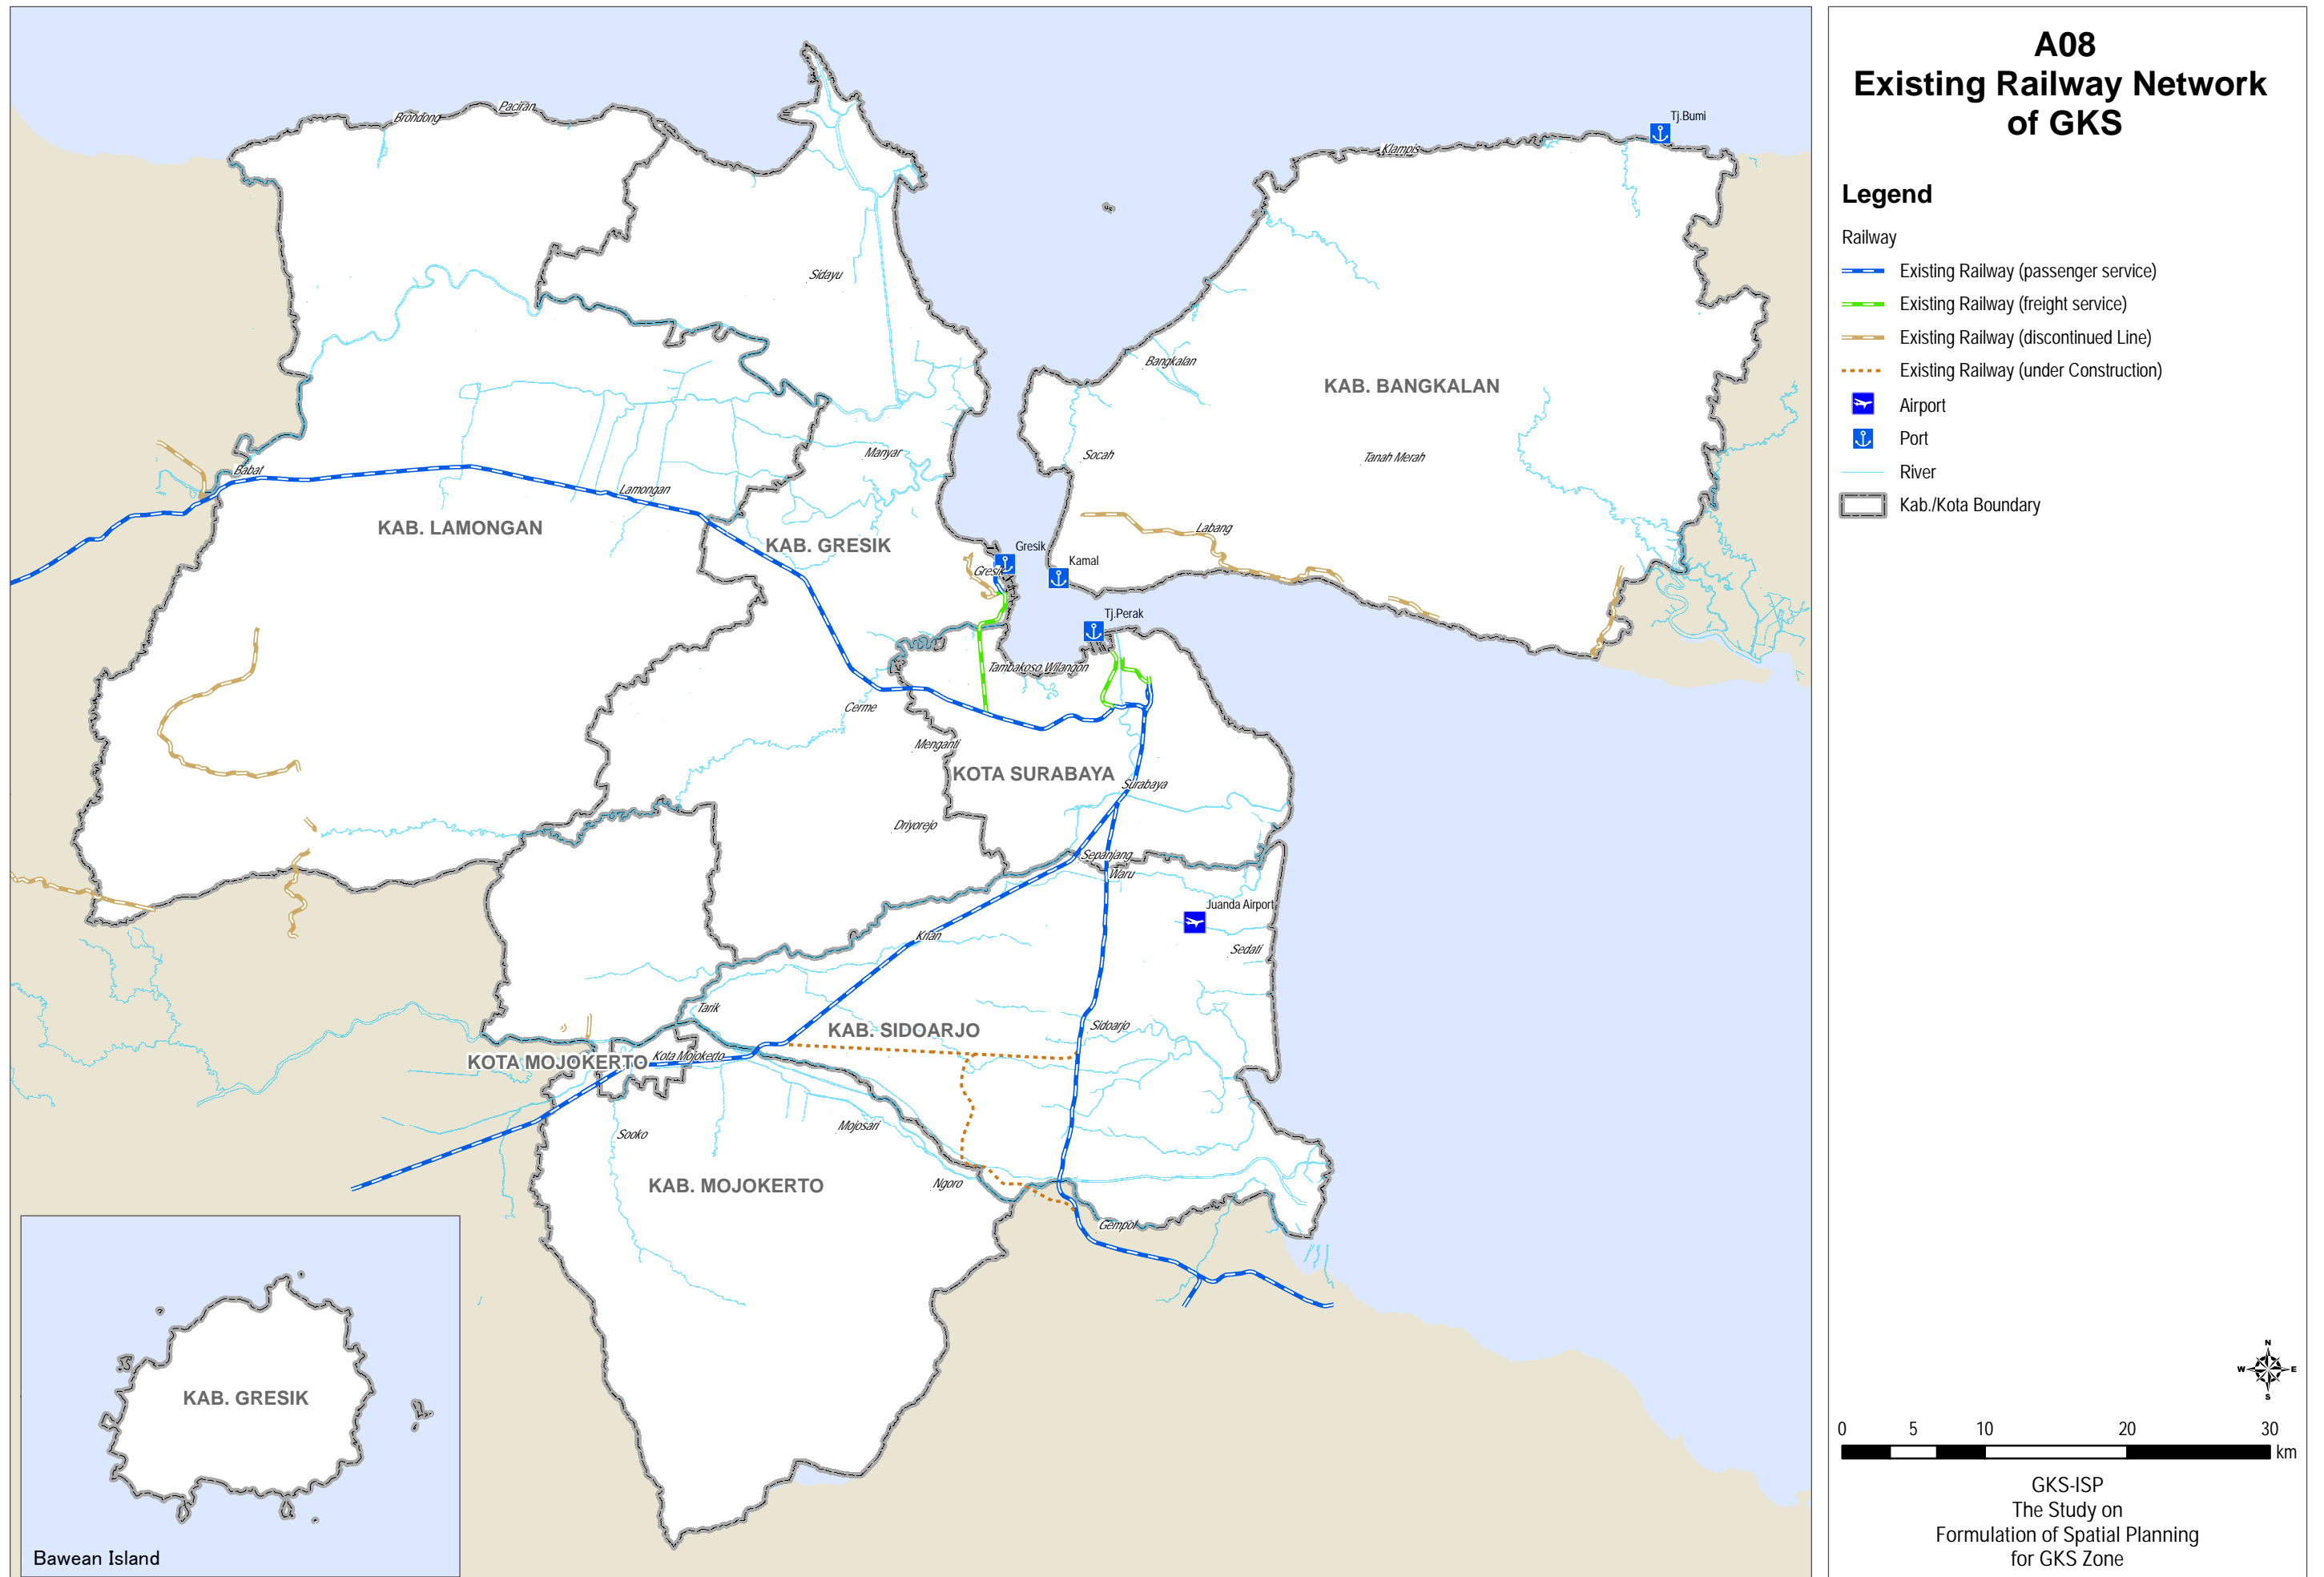 A08
Existing Railway Network
of GKS
Legend
Railway
Existing Railway (passenger service)
Existing Railway (freight service)
Existing Railway (discontinued Line)
Existing Railway (under Construction)
Airport
Port
River
Kab./Kota Boundary
N
W E
S
0 5 10 20 30
km
GKS-ISP
The Study on
Formulation of Spatial Planning
for GKS Zone
Brondong
Paciran
Tj.Bumi
Klampis
Sidayu
Bangkalan
KAB. BANGKALAN
Manyar
Socah
Tanah Merah
Babat
Lamongan
KAB. LAMONGAN
KAB. GRESIK
Labang
Gresik
Gresik
Kamal
Tj.Perak
Tambakoso Wilangon
Cerme
Menganti
KOTA SURABAYA
Surabaya
Driyorejo
Sepanjang
Waru
Juanda Airport
Krian
Sedati
Tarik
KAB. SIDOARJO
Sidoarjo
KOTA MOJOKERTO
Kota Mojokerto
Sooko
Mojosari
KAB. MOJOKERTO
Ngoro
Gempol
KAB. GRESIK
Bawean Island